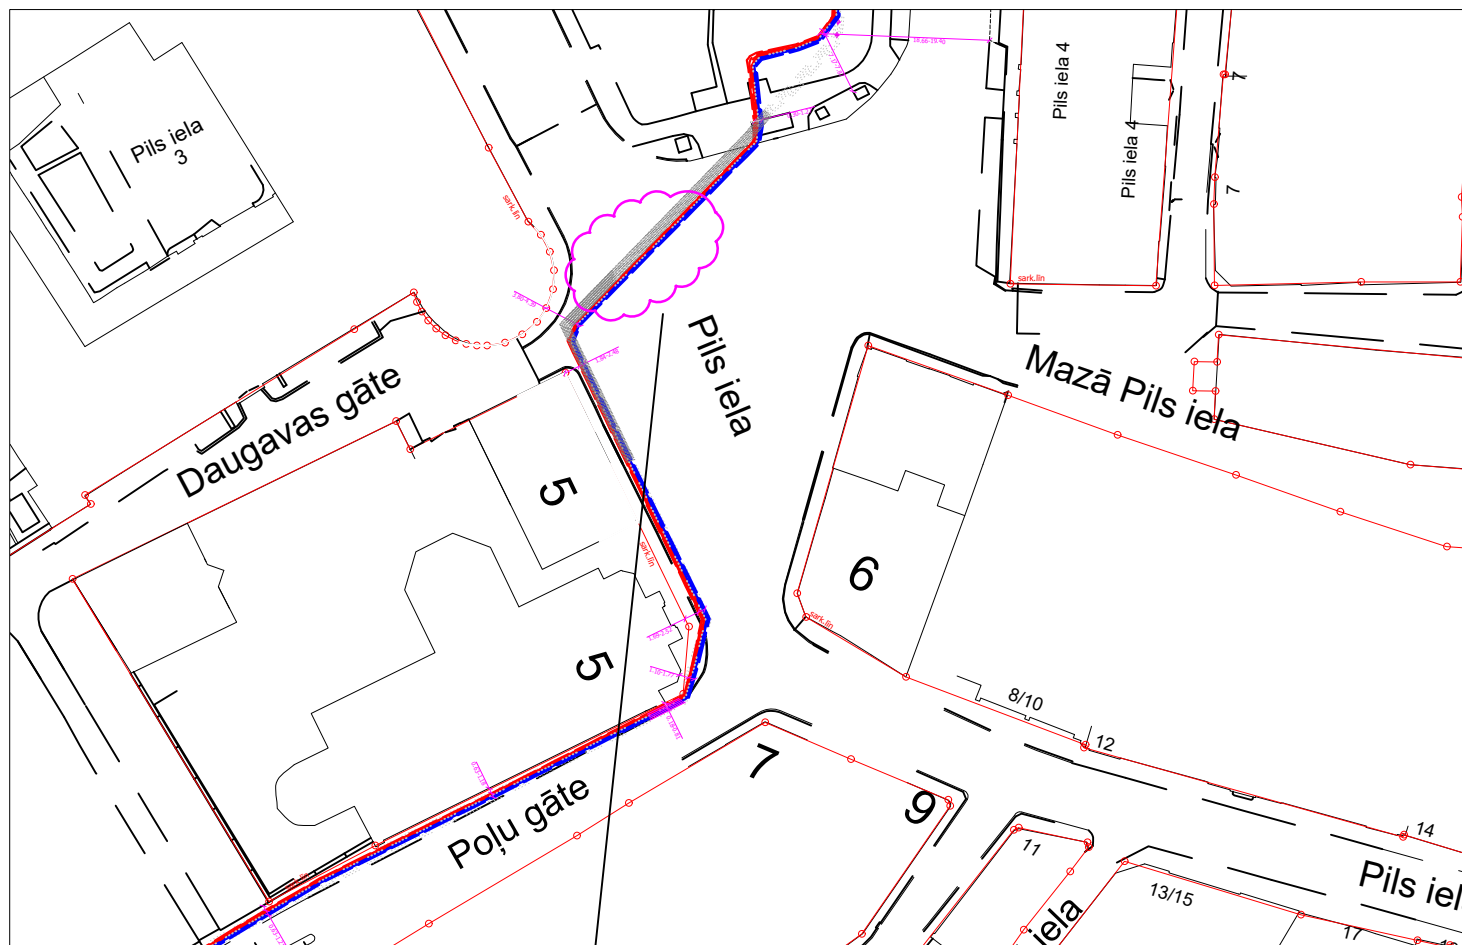 Pils iela
3
sark.lin
Pils iela 4
Pils iela 4
7
7
sark.lin
Pils iela
Mazā Pils iela
Daugavas gāte
5
sark.lin
5
6
sark.lin
8/10
12
14
7
9
11
13/15
17
Poļu gāte
iela
Pils iel